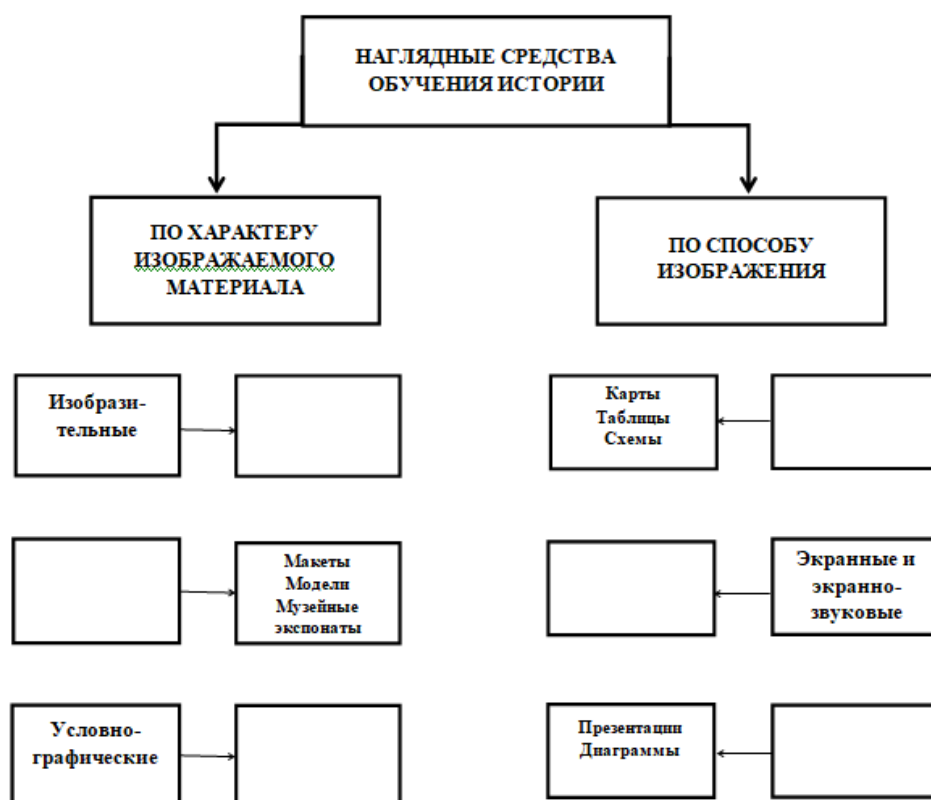 НАГЛЯДНЫЕ СРЕДСТВА
ОБУЧЕНИЯ ИСТОРИИ
ПО ХАРАКТЕРУ
ИЗОБРАЖАЕМОГО
МАТЕРИАЛА
ПО СПОСОБУ
ИЗОБРАЖЕНИЯ
Изобрази-
тельные
Карты
Таблицы
Схемы
Макеты
Модели
Музейные
экспонаты
Экранные и
экранно-
звуковые
Условно-
графические
Презентации
Диаграммы